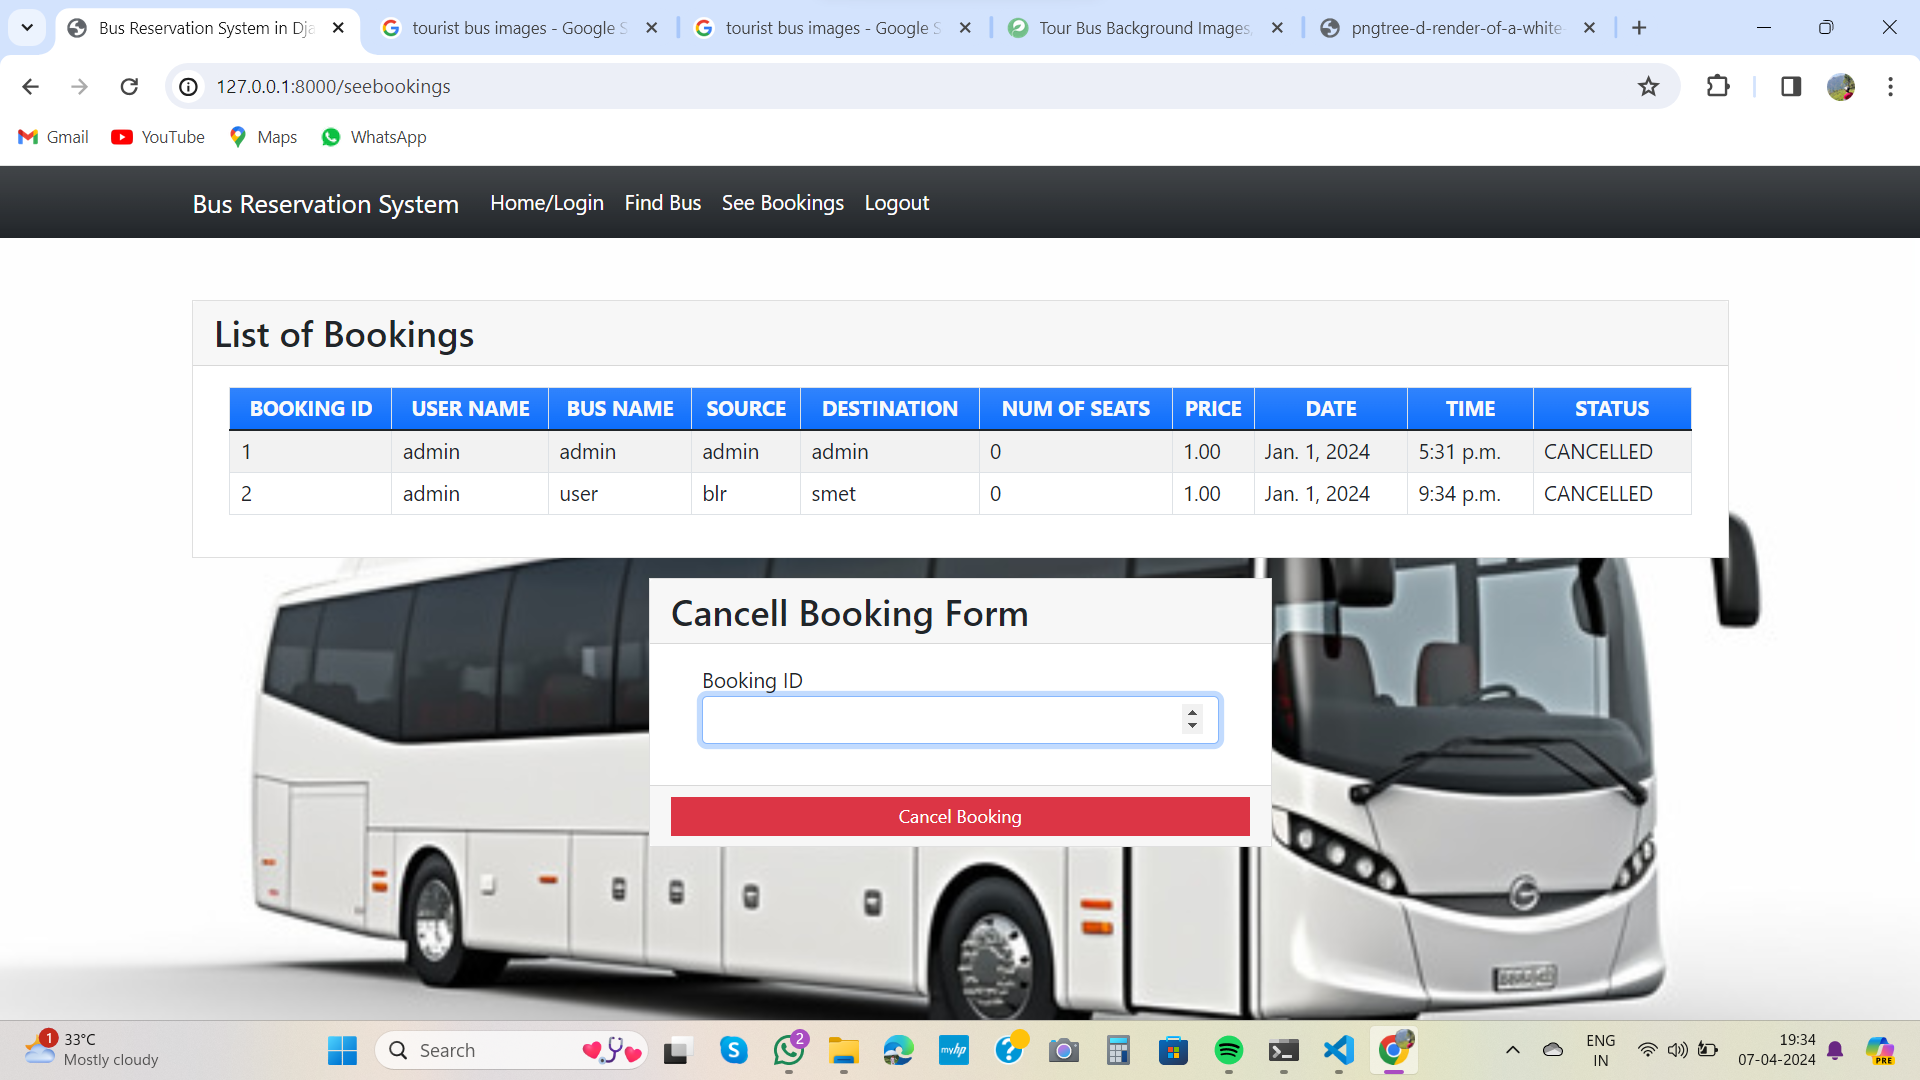 Bus Reservation System in Dja
tourist bus images - Google S
tourist bus images - Google S
Tour Bus Background Images,
pngtree-d-render-of-a-white-
127.0.0.1:8000/seebookings
Gmail YouTube Maps WhatsApp
Bus Reservation System Home/Login Find Bus See Bookings Logout
List of Bookings
BOOKING ID USER NAME BUS NAME SOURCE DESTINATION NUM OF SEATS PRICE DATE TIME STATUS
1 admin admin admin admin 0 1.00 Jan. 1, 2024 5:31 p.m. CANCELLED
2 admin user blr smet 0 1.00 Jan. 1, 2024 9:34 p.m. CANCELLED
Cancell Booking Form
Booking ID
Cancel Booking
1
33°C
Mostly cloudy
Search
2
myhp
ENG
IN
19:34
07-04-2024
PRE